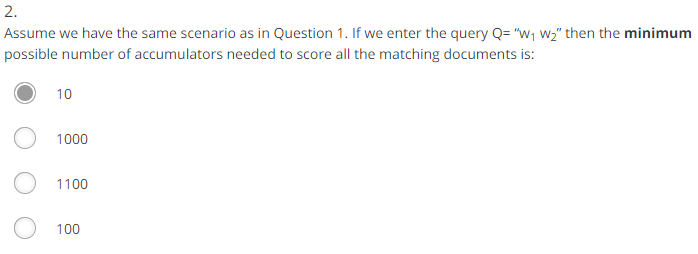 2.
Assume we have the same scenario as in Question 1. If we enter the query Q= "w₁ w₂" then the minimum
possible number of accumulators needed to score all the matching documents is:
10
1000
1100
100